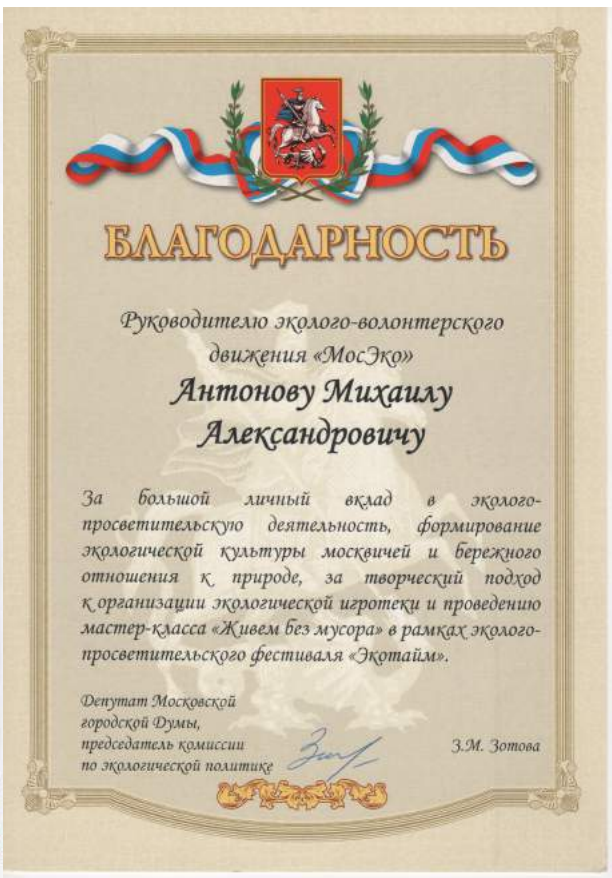 БЛАГОДАРНОСТЬ
Руководителю эколого-волонтерского
движения «МосЭко»
Антонову Михаилу
Александровичу
За большой личный вклад в эколого-
просветительскую деятельность, формирование
экологической культуры москвичей и бережного
отношения к природе, за творческий подход
к организации экологической игротеки и проведению
мастер-класса «Живем без мусора» в рамках эколого-
просветительского фестиваля «Экотайм».
Депутат Московской
городской Думы,
председатель комиссии
по экологической политике
З.М. Зотова